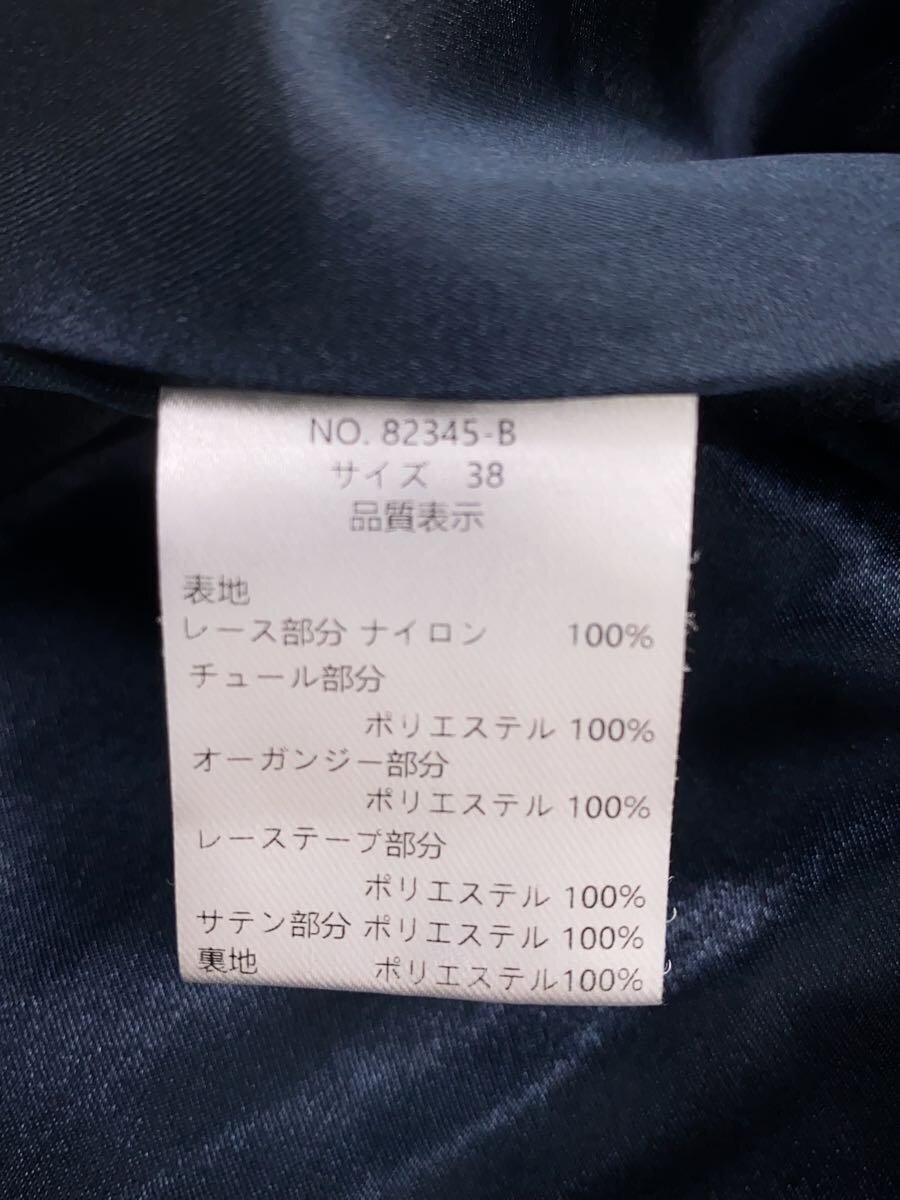 NO. 82345-B
サイズ 38
品質表示
表地
レース部分 ナイロン 100%
チュール部分
ポリエステル 100%
オーガンジー部分
ポリエステル 100%
レーステープ部分
ポリエステル 100%
サテン部分 ポリエステル 100%
裏地 ポリエステル100%